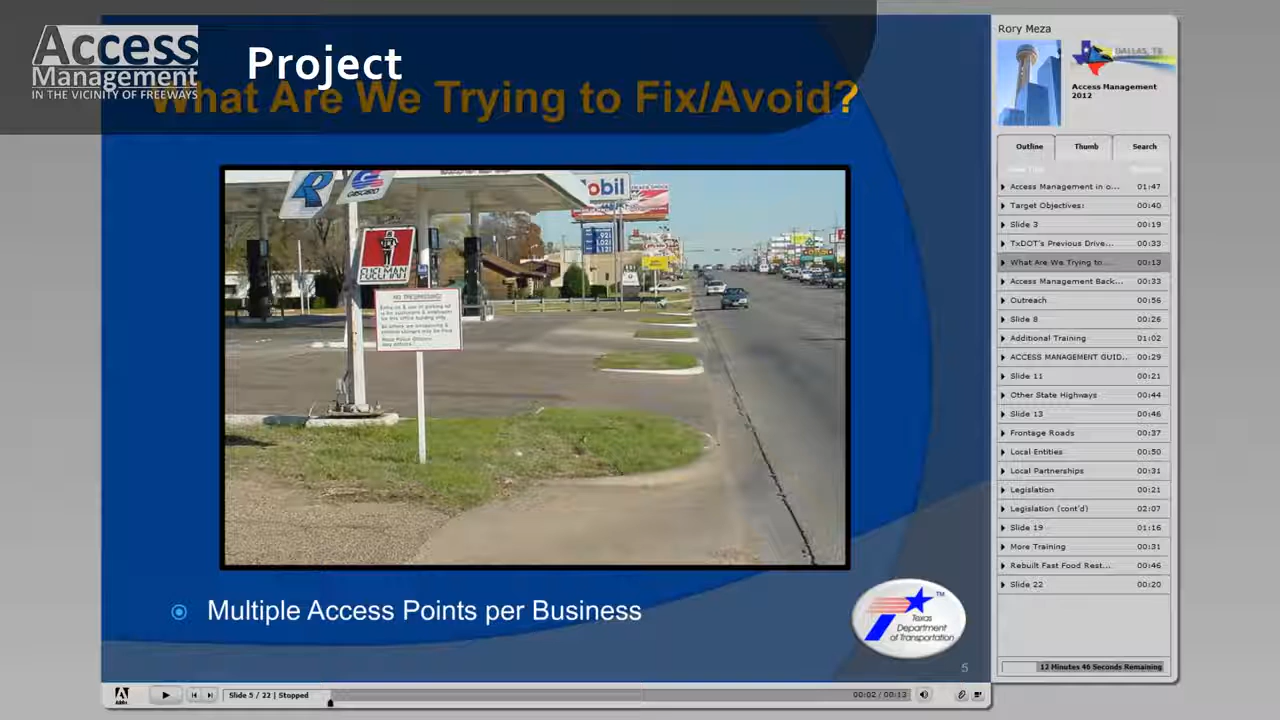 Access
Management
IN THE VICINITY OF FREEWAYS
Project
What Are We Trying to Fix/Avoid?
R
GASCARD
FUELMAN
Mobil
NO TRESPASSING
Multiple Access Points per Business
Texas
Department
of Transportation
TM
5
Rory Meza
DALLAS, TX
Access Management
2012
Outline
Thumb
Search
Access Management in o... 01:47
Target Objectives: 00:40
Slide 3 00:19
TxDOT's Previous Drive... 00:33
What Are We Trying to... 00:13
Access Management Back... 00:33
Outreach 00:56
Slide 8 00:26
Additional Training 01:02
ACCESS MANAGEMENT GUID.. 00:29
Slide 11 00:21
Other State Highways 00:44
Slide 13 00:46
Frontage Roads 00:37
Local Entities 00:50
Local Partnerships 00:31
Legislation 00:21
Legislation (cont'd) 02:07
Slide 19 01:16
More Training 00:31
Rebuilt Fast Food Rest... 00:46
Slide 22 00:20
12 Minutes 46 Seconds Remaining
Adobe
Slide 5 / 22 | Stopped
00:02 / 00:13